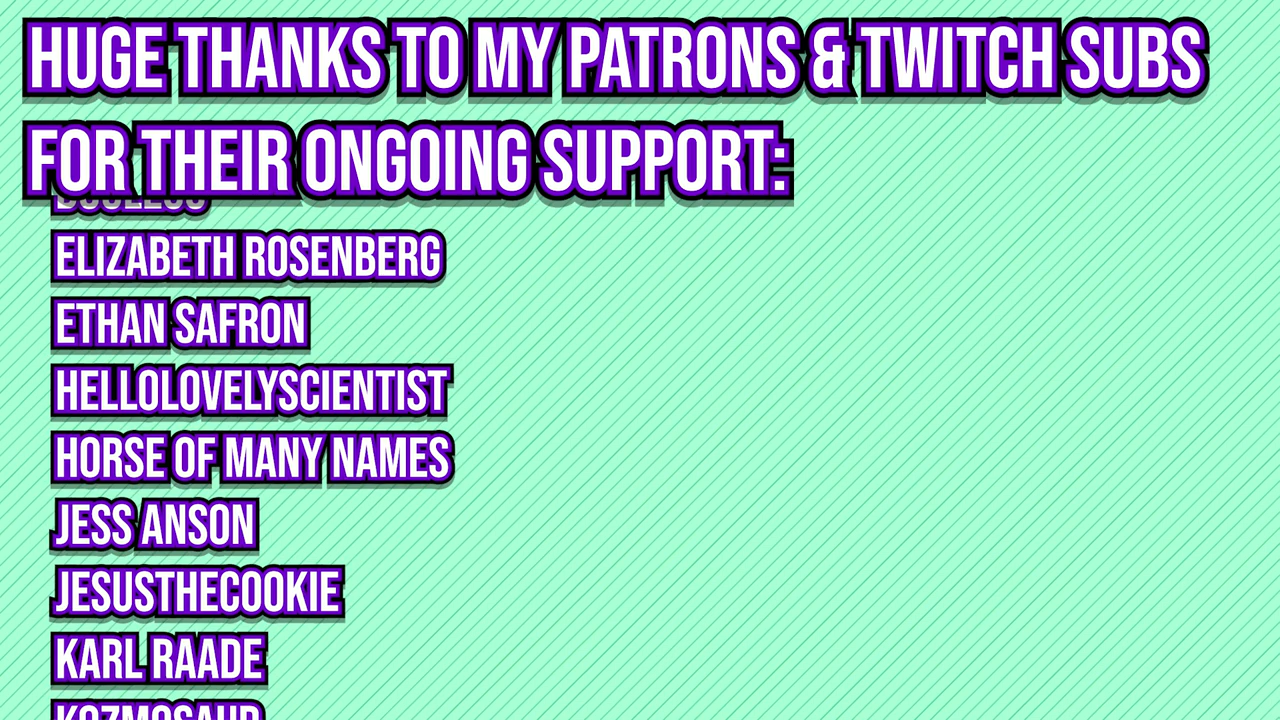 HUGE THANKS TO MY PATRONS & TWITCH SUBS
FOR THEIR ONGOING SUPPORT:
ELIZABETH ROSENBERG
ETHAN SAFRON
HELLOLOVELYSCIENTIST
HORSE OF MANY NAMES
JESS ANSON
JESUSTHECOOKIE
KARL RAADE
KOZMOSAUR